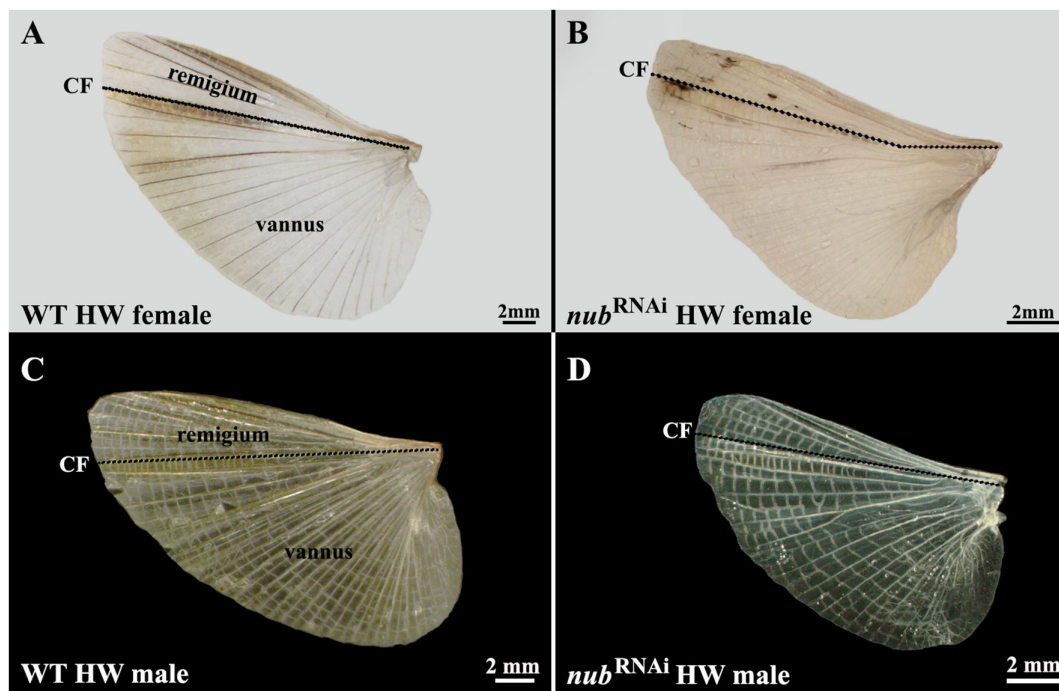 A
CF
remigium
vannus
WT HW female
2mm
B
CF
nub^RNAi HW female
2mm
C
CF
remigium
vannus
WT HW male
2 mm
D
CF
nub^RNAi HW male
2 mm